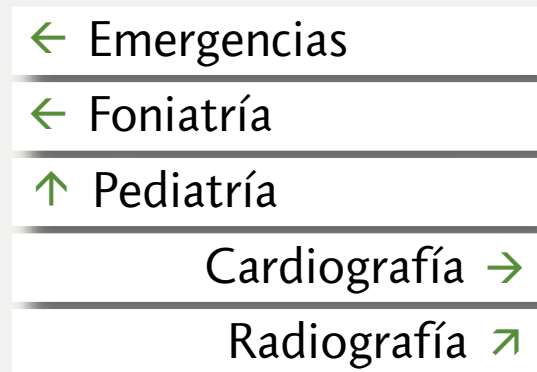 ← Emergencias
← Foniatría
↑ Pediatría
Cardiografía →
Radiografía ↗